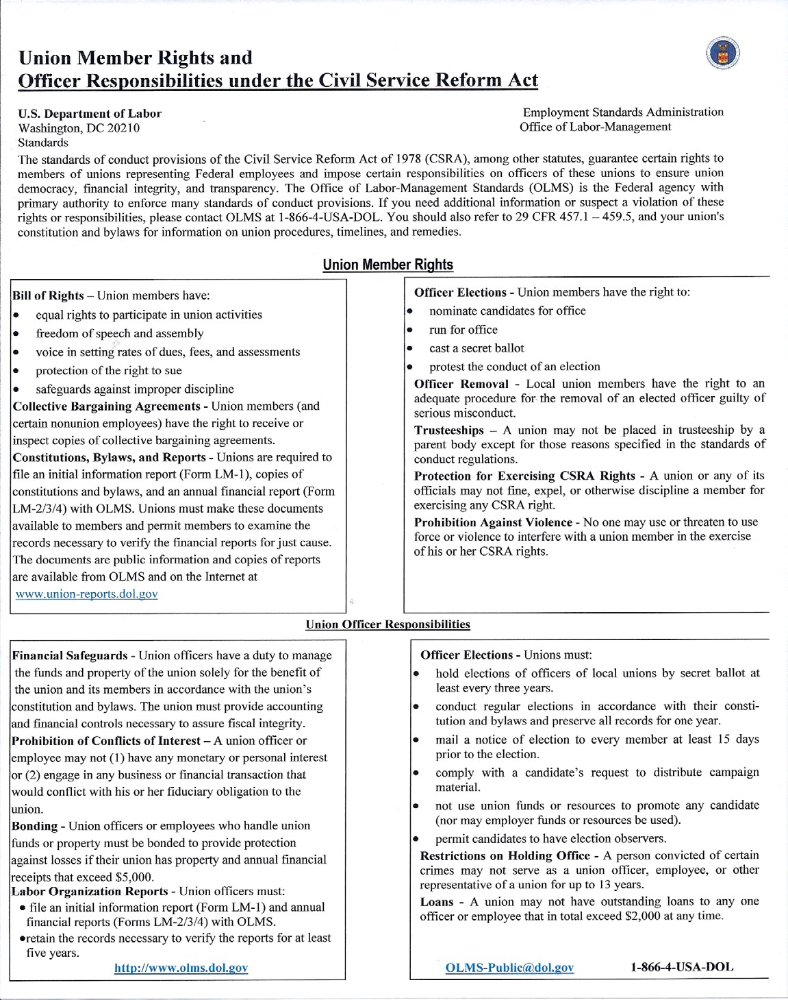 Union Member Rights and
Officer Responsibilities under the Civil Service Reform Act
U.S. Department of Labor
Employment Standards Administration
Washington, DC 20210
Office of Labor-Management
Standards
The standards of conduct provisions of the Civil Service Reform Act of 1978 (CSRA), among other statutes, guarantee certain rights to
members of unions representing Federal employees and impose certain responsibilities on officers of these unions to ensure union
democracy, financial integrity, and transparency. The Office of Labor-Management Standards (OLMS) is the Federal agency with
primary authority to enforce many standards of conduct provisions. If you need additional information or suspect a violation of these
rights or responsibilities, please contact OLMS at 1-866-4-USA-DOL. You should also refer to 29 CFR 457.1 – 459.5, and your union's
constitution and bylaws for information on union procedures, timelines, and remedies.
Union Member Rights
Bill of Rights – Union members have:
• equal rights to participate in union activities
• freedom of speech and assembly
• voice in setting rates of dues, fees, and assessments
• protection of the right to sue
• safeguards against improper discipline
Collective Bargaining Agreements - Union members (and
certain nonunion employees) have the right to receive or
inspect copies of collective bargaining agreements.
Constitutions, Bylaws, and Reports - Unions are required to
file an initial information report (Form LM-1), copies of
constitutions and bylaws, and an annual financial report (Form
LM-2/3/4) with OLMS. Unions must make these documents
available to members and permit members to examine the
records necessary to verify the financial reports for just cause.
The documents are public information and copies of reports
are available from OLMS and on the Internet at
www.union-reports.dol.gov
Officer Elections - Union members have the right to:
• nominate candidates for office
• run for office
• cast a secret ballot
• protest the conduct of an election
Officer Removal - Local union members have the right to an
adequate procedure for the removal of an elected officer guilty of
serious misconduct.
Trusteeships – A union may not be placed in trusteeship by a
parent body except for those reasons specified in the standards of
conduct regulations.
Protection for Exercising CSRA Rights - A union or any of its
officials may not fine, expel, or otherwise discipline a member for
exercising any CSRA right.
Prohibition Against Violence - No one may use or threaten to use
force or violence to interfere with a union member in the exercise
of his or her CSRA rights.
Union Officer Responsibilities
Financial Safeguards - Union officers have a duty to manage
the funds and property of the union solely for the benefit of
the union and its members in accordance with the union's
constitution and bylaws. The union must provide accounting
and financial controls necessary to assure fiscal integrity.
Prohibition of Conflicts of Interest – A union officer or
employee may not (1) have any monetary or personal interest
or (2) engage in any business or financial transaction that
would conflict with his or her fiduciary obligation to the
union.
Bonding - Union officers or employees who handle union
funds or property must be bonded to provide protection
against losses if their union has property and annual financial
receipts that exceed $5,000.
Labor Organization Reports - Union officers must:
• file an initial information report (Form LM-1) and annual
financial reports (Forms LM-2/3/4) with OLMS.
•retain the records necessary to verify the reports for at least
five years.
http://www.olms.dol.gov
Officer Elections - Unions must:
• hold elections of officers of local unions by secret ballot at
least every three years.
• conduct regular elections in accordance with their consti-
tution and bylaws and preserve all records for one year.
• mail a notice of election to every member at least 15 days
prior to the election.
• comply with a candidate's request to distribute campaign
material.
• not use union funds or resources to promote any candidate
(nor may employer funds or resources be used).
• permit candidates to have election observers.
Restrictions on Holding Office - A person convicted of certain
crimes may not serve as a union officer, employee, or other
representative of a union for up to 13 years.
Loans - A union may not have outstanding loans to any one
officer or employee that in total exceed $2,000 at any time.
OLMS-Public@dol.gov 1-866-4-USA-DOL